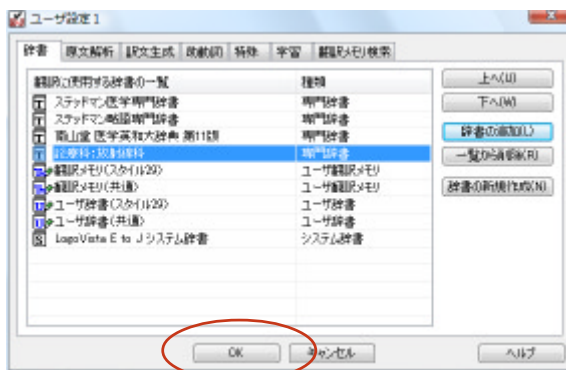 ユーザ設定1
辞書 原文解析 訳文生成 改動図 特殊 学習 翻訳メモリ検索
翻訳に使用する辞書の一覧 種類
ステッドマン医学専門辞書 専門辞書
ステッドマン略語専門辞書 専門辞書
南山堂 医学英和大辞典 第11版 専門辞書
診療科:放射線科 専門辞書
翻訳メモリ(スタイル29) ユーザ翻訳メモリ
翻訳メモリ(共通) ユーザ翻訳メモリ
ユーザ辞書(スタイル29) ユーザ辞書
ユーザ辞書(共通) ユーザ辞書
LogoVista E to J システム辞書 システム辞書
上へ(U)
下へ(W)
辞書の追加(L)
一覧から削除(R)
辞書の新規作成(N)
OK キャンセル ヘルプ